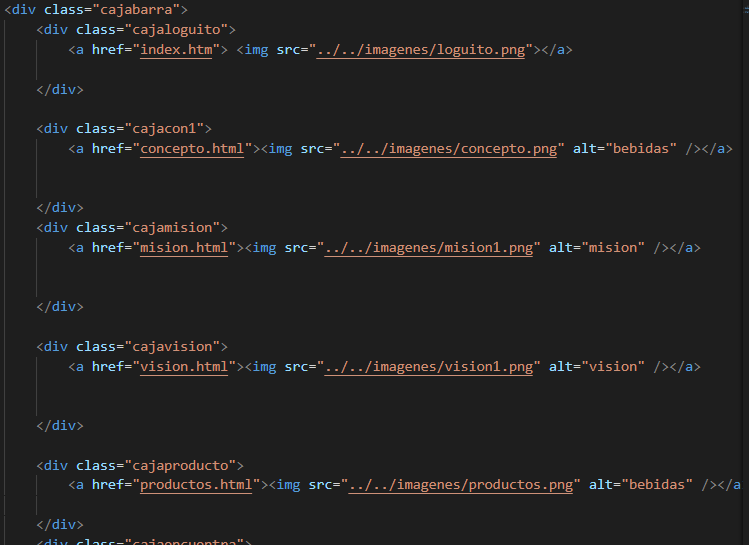 <div class="cajabarra">
<div class="cajaloguito">
<a href="index.htm"> <img src="../../imagenes/loguito.png"></a>
</div>
<div class="cajacon1">
<a href="concepto.html"><img src="../../imagenes/concepto.png" alt="bebidas" /></a>
</div>
<div class="cajamision">
<a href="mision.html"><img src="../../imagenes/mision1.png" alt="mision" /></a>
</div>
<div class="cajavision">
<a href="vision.html"><img src="../../imagenes/vision1.png" alt="vision" /></a>
</div>
<div class="cajaproducto">
<a href="productos.html"><img src="../../imagenes/productos.png" alt="bebidas" /></a
</div>
<div class="cajaencuentra">